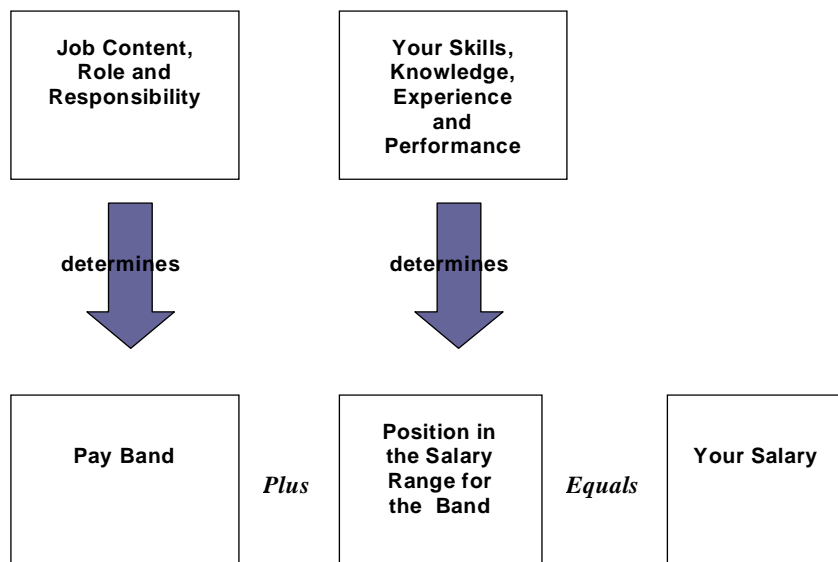 Job Content,
Role and
Responsibility
Your Skills,
Knowledge,
Experience
and
Performance
determines
determines
Pay Band
Plus
Position in
the Salary
Range for
the Band
Equals
Your Salary